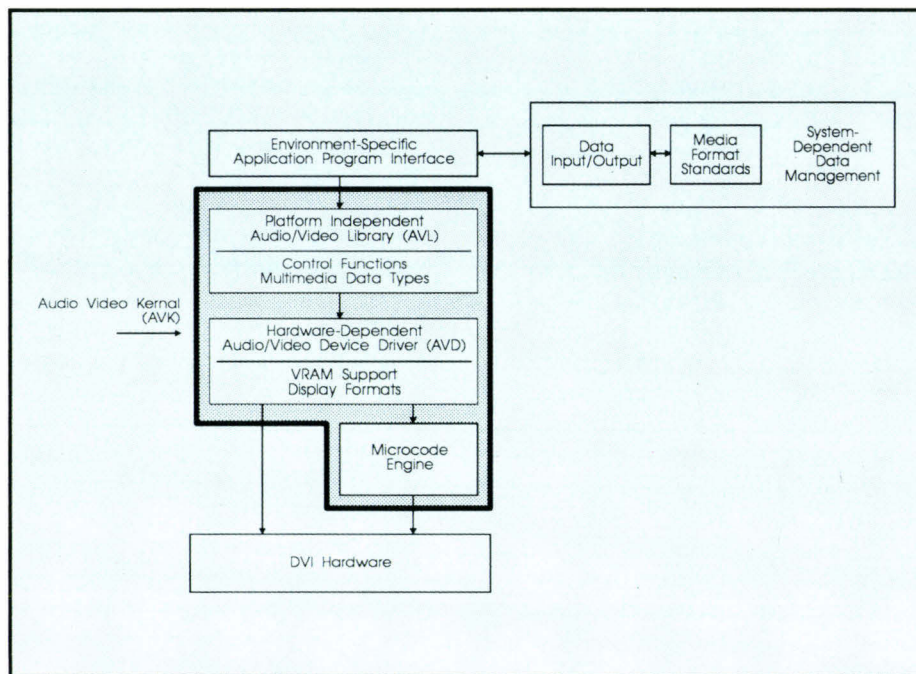 Environment-Specific
Application Program Interface
Data
Input/Output
Media
Format
Standards
System-
Dependent
Data
Management
Platform Independent
Audio/Video Library (AVL)
Control Functions
Multimedia Data Types
Audio Video Kernal
(AVK)
Hardware-Dependent
Audio/Video Device Driver (AVD)
VRAM Support
Display Formats
Microcode
Engine
DVI Hardware